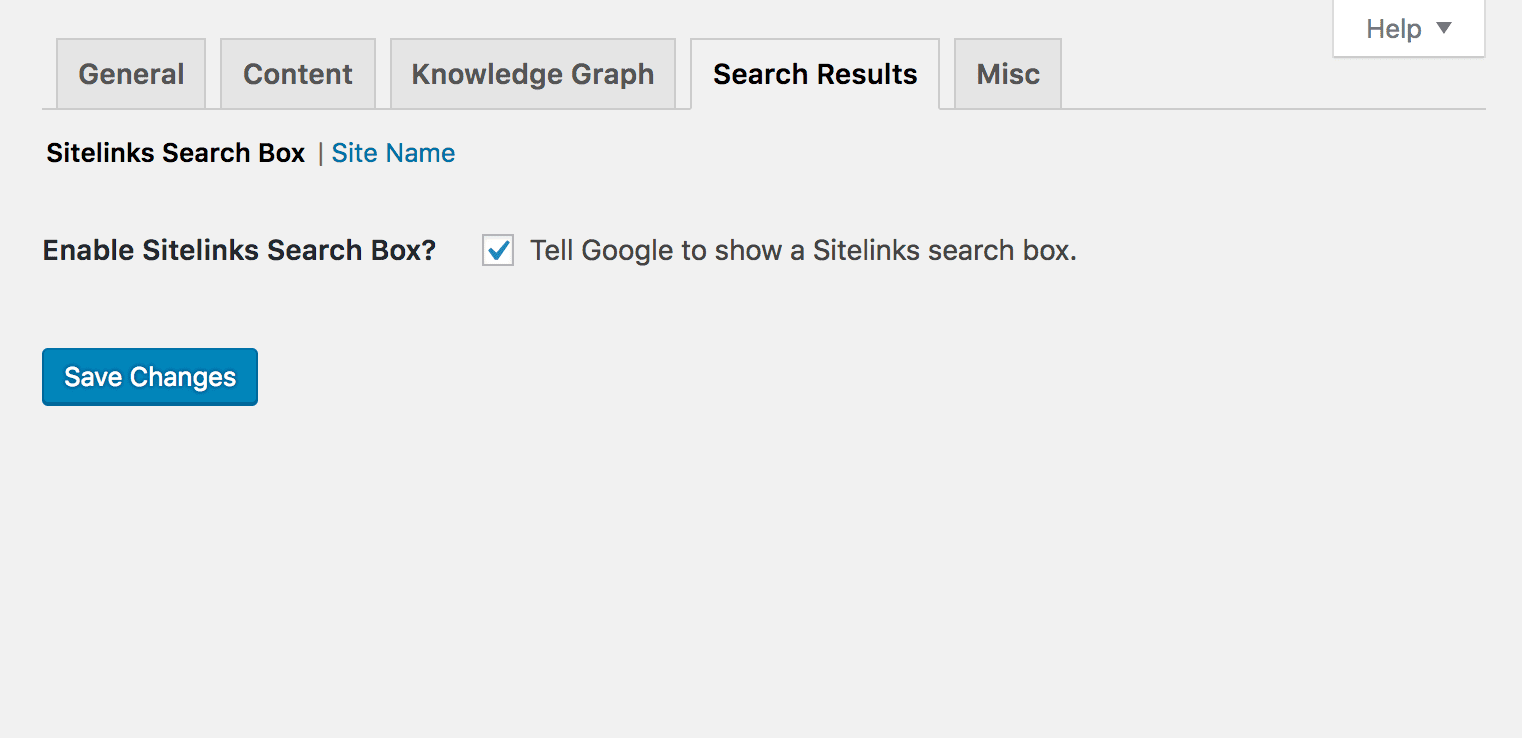 Help
General Content Knowledge Graph Search Results Misc
Sitelinks Search Box | Site Name
Enable Sitelinks Search Box? Tell Google to show a Sitelinks search box.
Save Changes